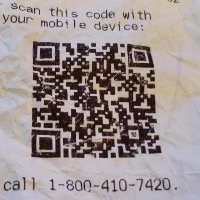 scan this code with
your mobile device:
call 1-800-410-7420.